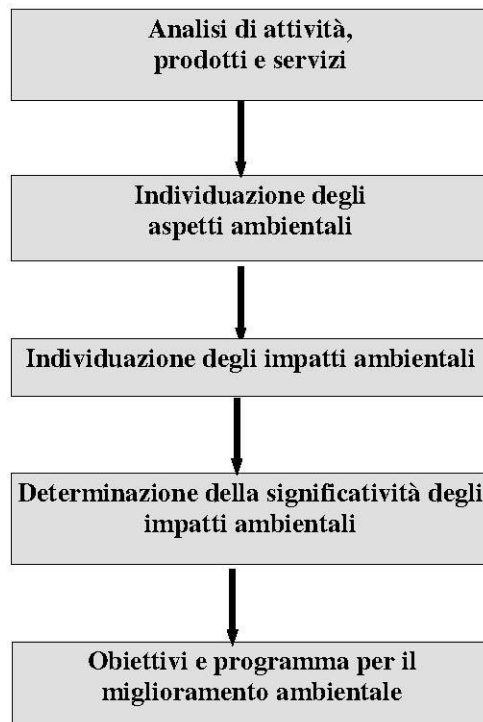 Analisi di attività,
prodotti e servizi
Individuazione degli
aspetti ambientali
Individuazione degli impatti ambientali
Determinazione della significatività degli
impatti ambientali
Obiettivi e programma per il
miglioramento ambientale